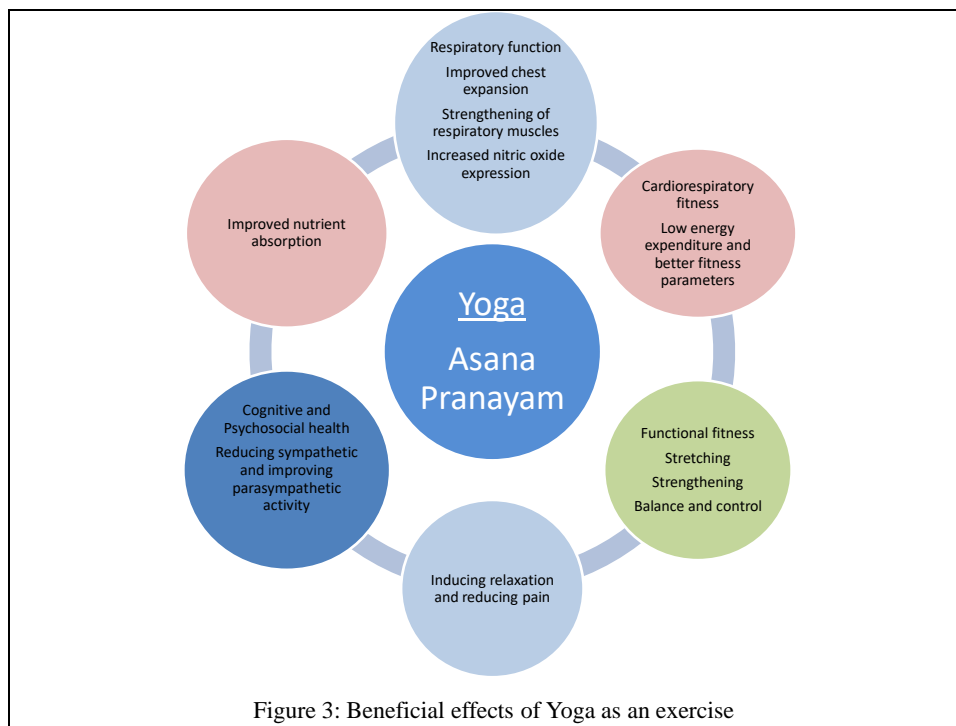 Respiratory function
Improved chest
expansion
Strengthening of
respiratory muscles
Increased nitric oxide
expression
Cardiorespiratory
fitness
Low energy
expenditure and
better fitness
parameters
Improved nutrient
absorption
Yoga
Asana
Pranayam
Cognitive and
Psychosocial health
Reducing sympathetic
and improving
parasympathetic
activity
Functional fitness
Stretching
Strengthening
Balance and control
Inducing relaxation
and reducing pain
Figure 3: Beneficial effects of Yoga as an exercise